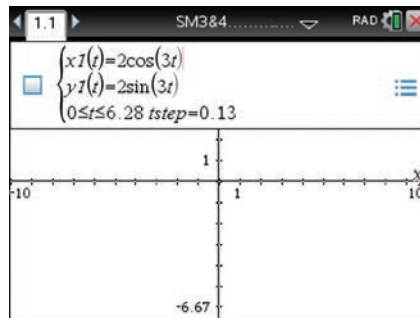 1.1 SM3&4............. RAD
x1(t)=2cos(3t)
y1(t)=2sin(3t)
0≤t≤6.28 tstep=0.13
1
x
-10 1 10
-6.67